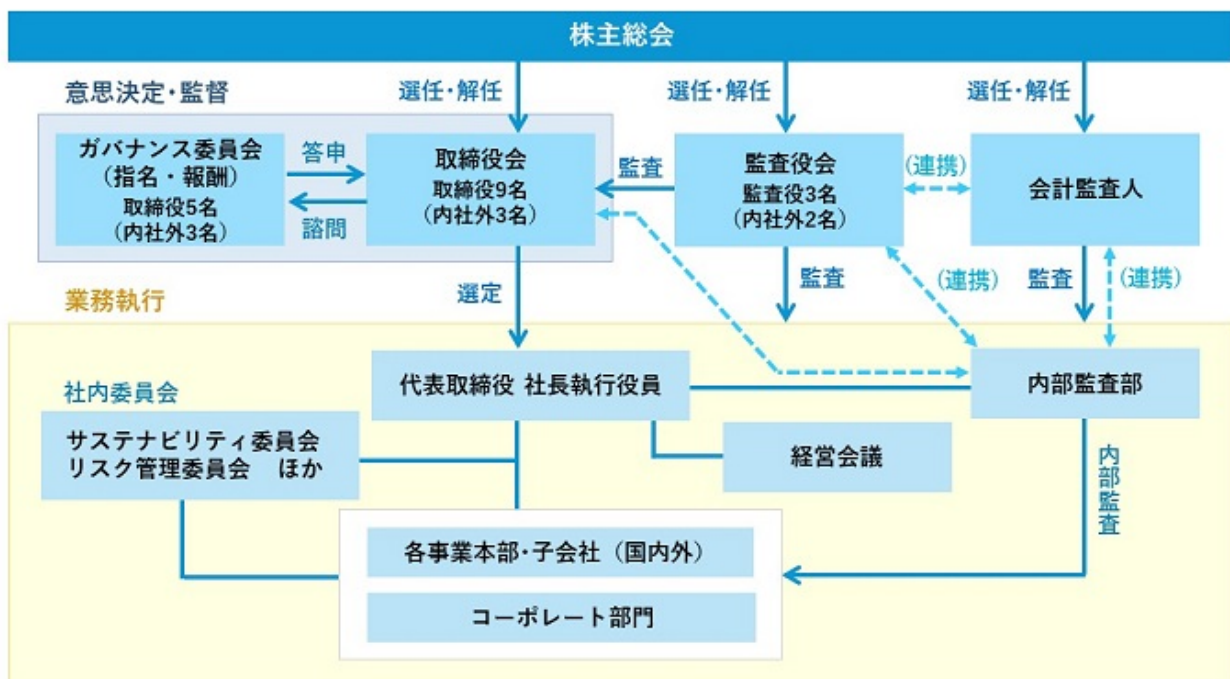 株主総会
意思決定・監督
選任・解任
選任・解任
選任・解任
ガバナンス委員会
(指名・報酬)
取締役5名
(内社外3名)
答申
諮問
取締役会
取締役9名
(内社外3名)
監査
監査役会
監査役3名
(内社外2名)
(連携)
会計監査人
業務執行
選定
監査
(連携)
監査
(連携)
代表取締役 社長執行役員
内部監査部
社内委員会
サステナビリティ委員会
リスク管理委員会 ほか
経営会議
内部監査
各事業本部・子会社(国内外)
コーポレート部門